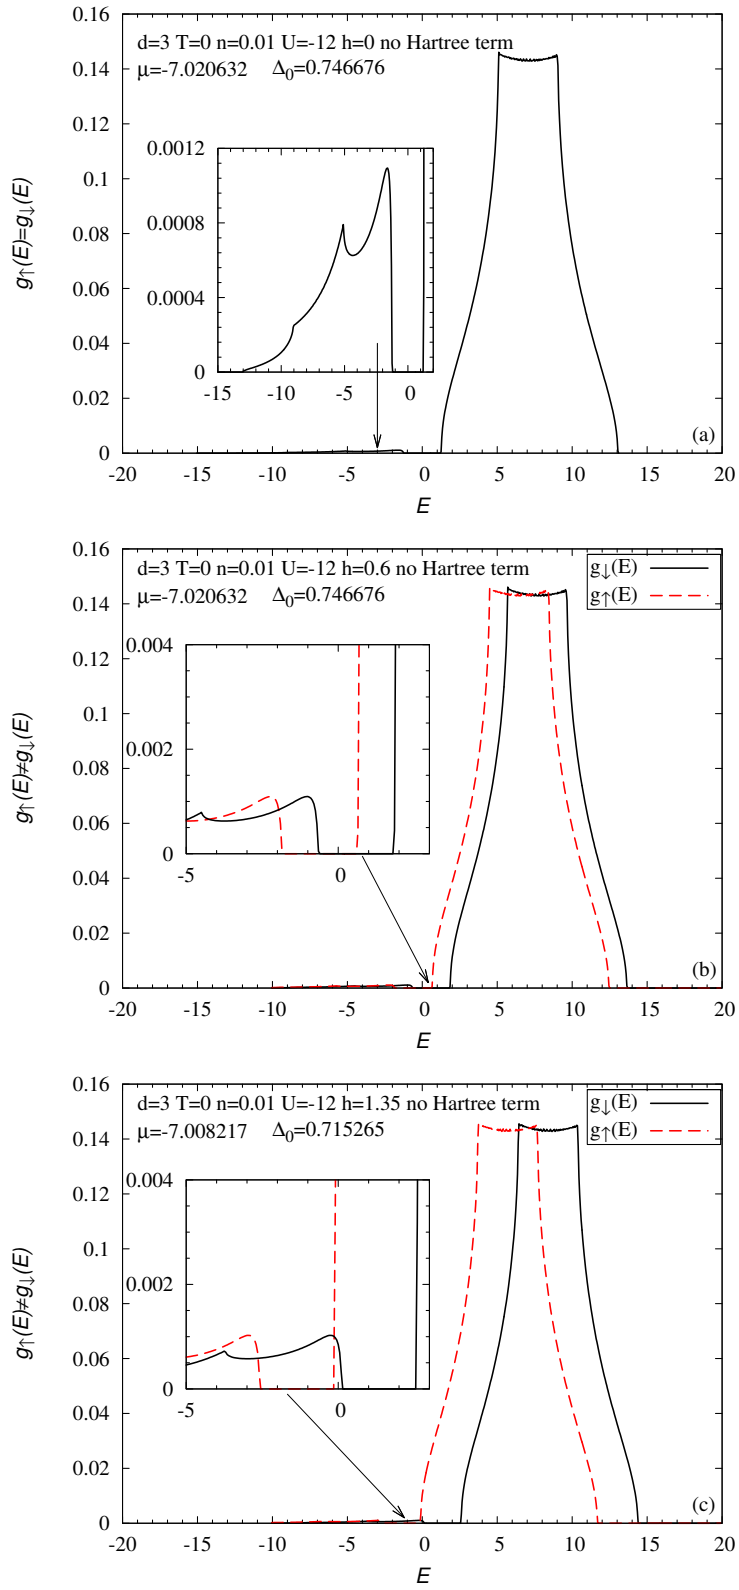 d=3 T=0 n=0.01 U=-12 h=0 no Hartree term
μ=-7.020632 Δ₀=0.746676
g↑(E)=g↓(E)
0.16
0.14
0.12
0.1
0.08
0.06
0.04
0.02
0
0.0012
0.0008
0.0004
0
-15 -10 -5 0
(a)
-20 -15 -10 -5 0 5 10 15 20
E
d=3 T=0 n=0.01 U=-12 h=0.6 no Hartree term
μ=-7.020632 Δ₀=0.746676
g↓(E)
g↑(E)
g↑(E)≠g↓(E)
0.16
0.14
0.12
0.1
0.08
0.06
0.04
0.02
0
0.004
0.002
0
-5 0
(b)
-20 -15 -10 -5 0 5 10 15 20
E
d=3 T=0 n=0.01 U=-12 h=1.35 no Hartree term
μ=-7.008217 Δ₀=0.715265
g↓(E)
g↑(E)
g↑(E)≠g↓(E)
0.16
0.14
0.12
0.1
0.08
0.06
0.04
0.02
0
0.004
0.002
0
-5 0
(c)
-20 -15 -10 -5 0 5 10 15 20
E